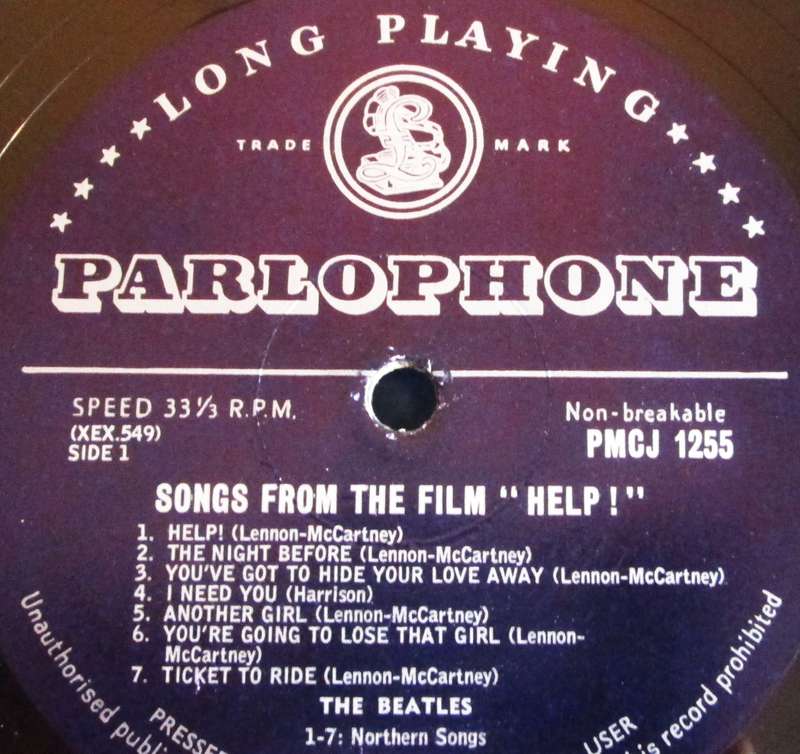 LONG PLAYING
TRADE MARK
PARLOPHONE
SPEED 33⅓ R.P.M.
(XEX.549)
SIDE 1
Non-breakable
PMCJ 1255
SONGS FROM THE FILM "HELP!"
1. HELP! (Lennon-McCartney)
2. THE NIGHT BEFORE (Lennon-McCartney)
3. YOU'VE GOT TO HIDE YOUR LOVE AWAY (Lennon-McCartney)
4. I NEED YOU (Harrison)
5. ANOTHER GIRL (Lennon-McCartney)
6. YOU'RE GOING TO LOSE THAT GIRL (Lennon-
McCartney)
7. TICKET TO RIDE (Lennon-McCartney)
THE BEATLES
1-7: Northern Songs
Unauthorised publi
PRESSE
USER
is record prohibited